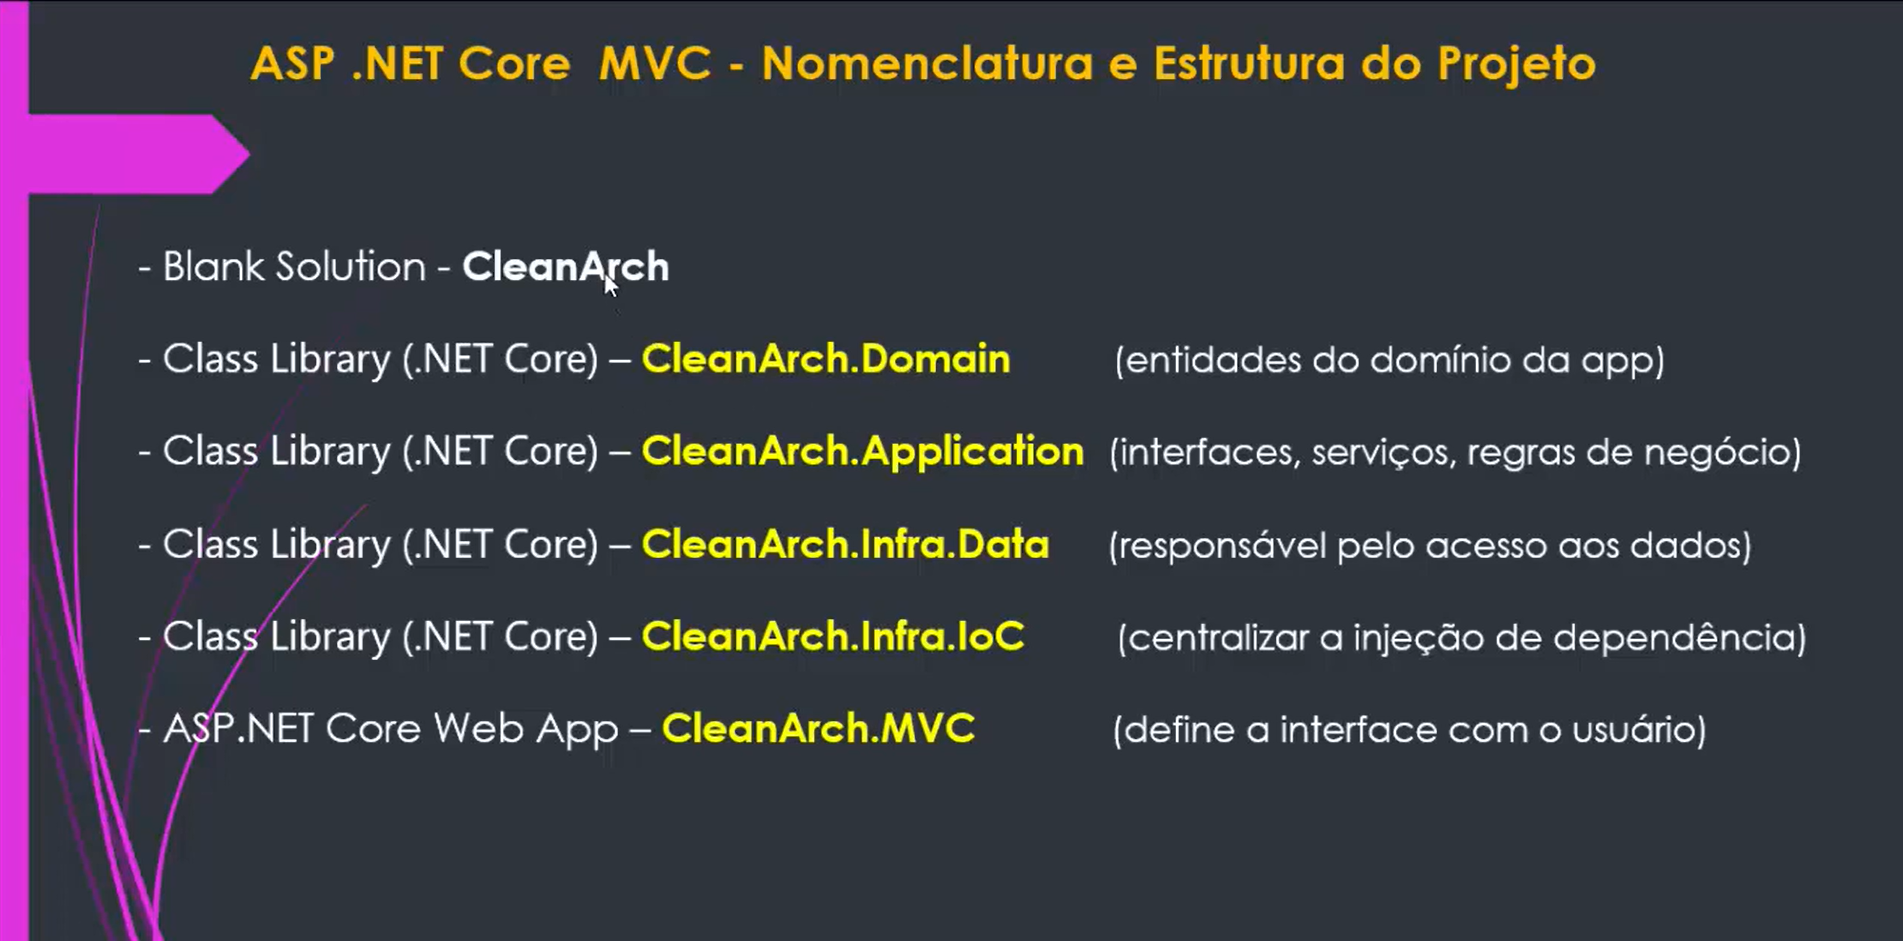 ASP .NET Core MVC - Nomenclatura e Estrutura do Projeto
- Blank Solution - CleanArch
- Class Library (.NET Core) – CleanArch.Domain (entidades do domínio da app)
- Class Library (.NET Core) – CleanArch.Application (interfaces, serviços, regras de negócio)
- Class Library (.NET Core) – CleanArch.Infra.Data (responsável pelo acesso aos dados)
- Class Library (.NET Core) – CleanArch.Infra.IoC (centralizar a injeção de dependência)
- ASP.NET Core Web App – CleanArch.MVC (define a interface com o usuário)